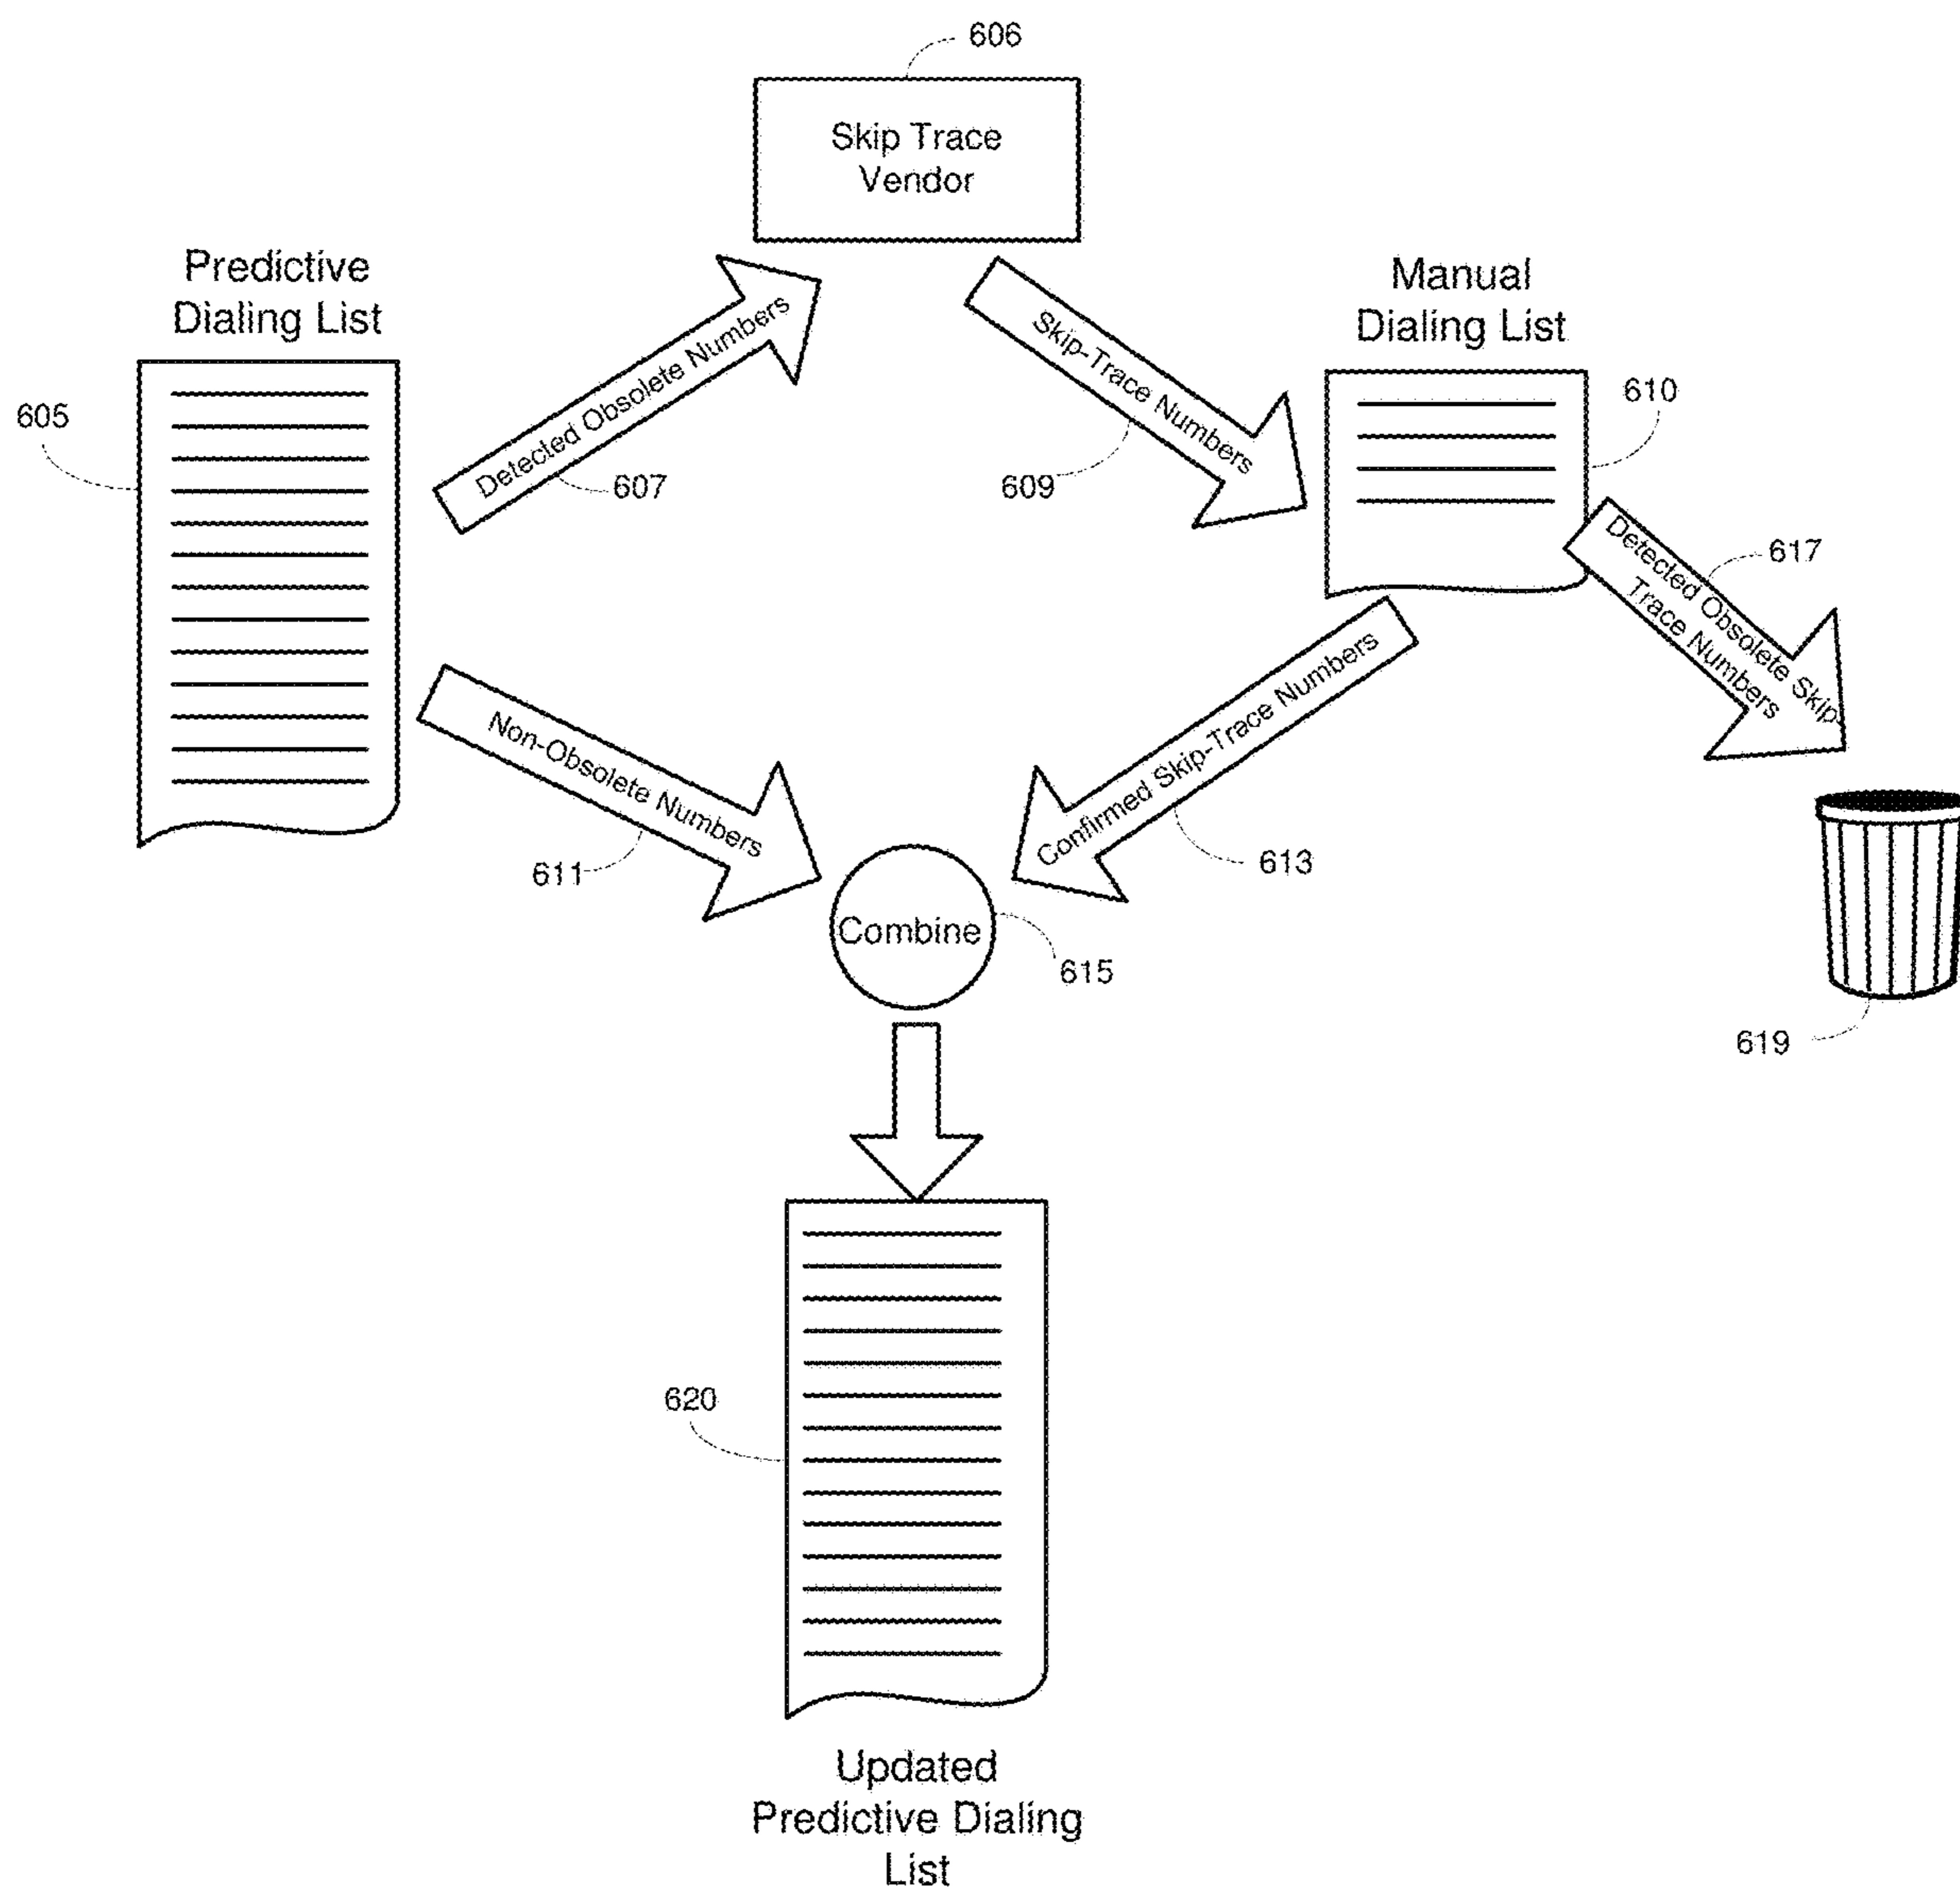 606
Skip Trace
Vendor
Predictive
Dialing List
Manual
Dialing List
605
Detected Obsolete Numbers
607
Skip-Trace Numbers
609
610
Detected Obsolete Skip-
Trace Numbers
617
Non-Obsolete Numbers
611
Confirmed Skip-Trace Numbers
613
Combine
615
619
620
Updated
Predictive Dialing
List